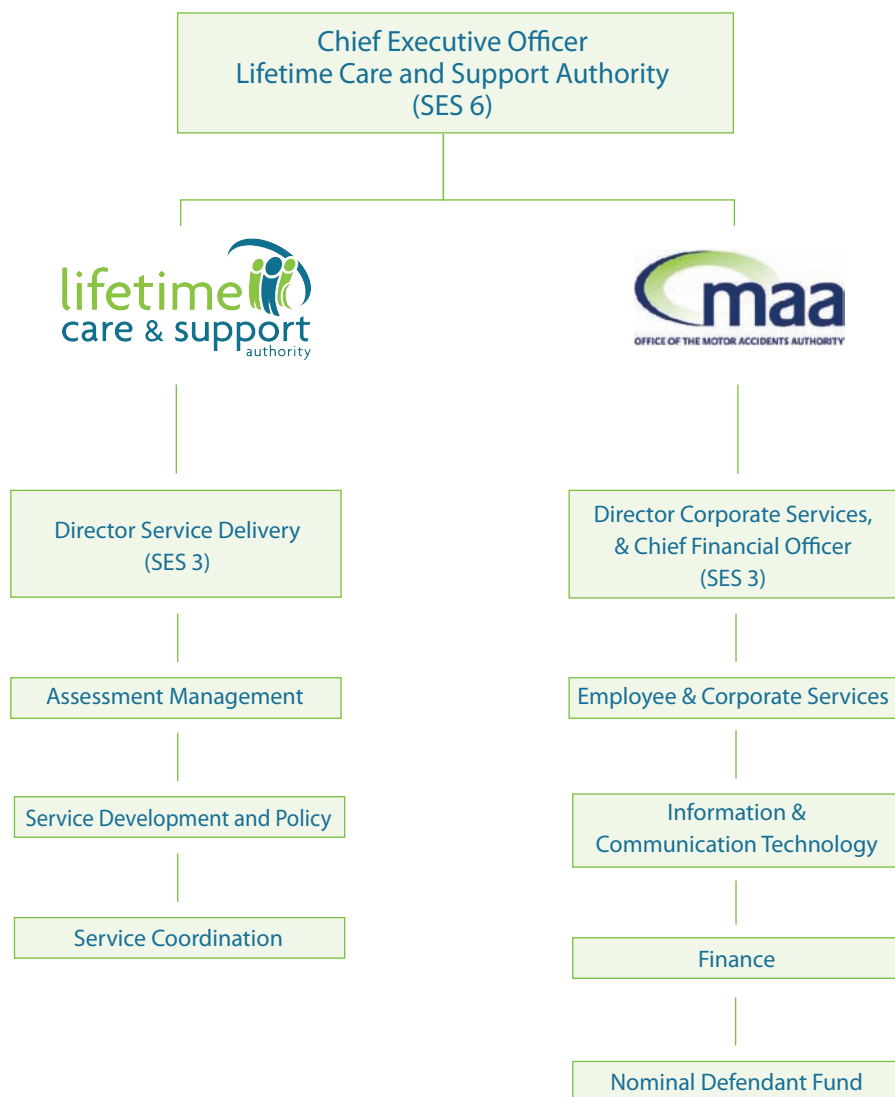 Chief Executive Officer
Lifetime Care and Support Authority
(SES 6)
lifetime
care & support
authority
maa
OFFICE OF THE MOTOR ACCIDENTS AUTHORITY
Director Service Delivery
(SES 3)
Assessment Management
Service Development and Policy
Service Coordination
Director Corporate Services,
& Chief Financial Officer
(SES 3)
Employee & Corporate Services
Information &
Communication Technology
Finance
Nominal Defendant Fund